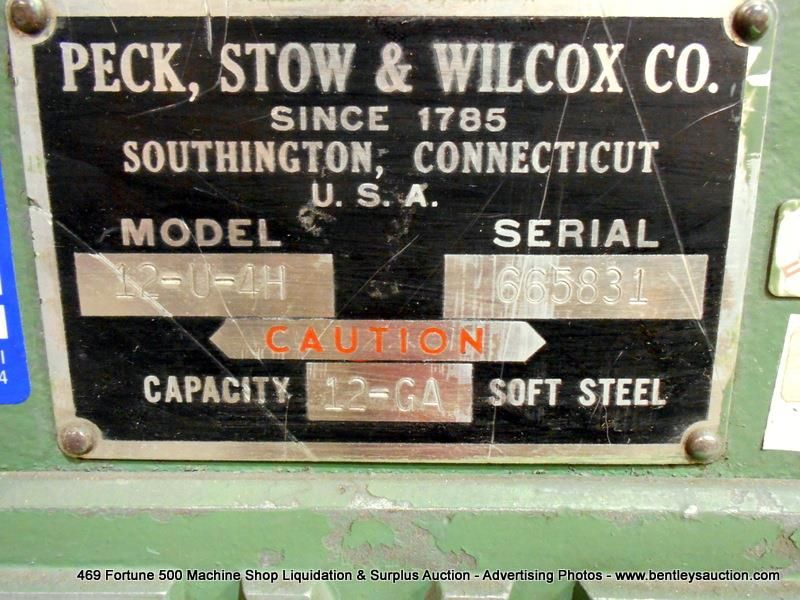 PECK, STOW & WILCOX CO.
SINCE 1785
SOUTHINGTON, CONNECTICUT
U. S. A.
MODEL SERIAL
12-U-4H 665831
CAUTION
CAPACITY 12-GA SOFT STEEL
469 Fortune 500 Machine Shop Liquidation & Surplus Auction - Advertising Photos - www.bentleysauction.com